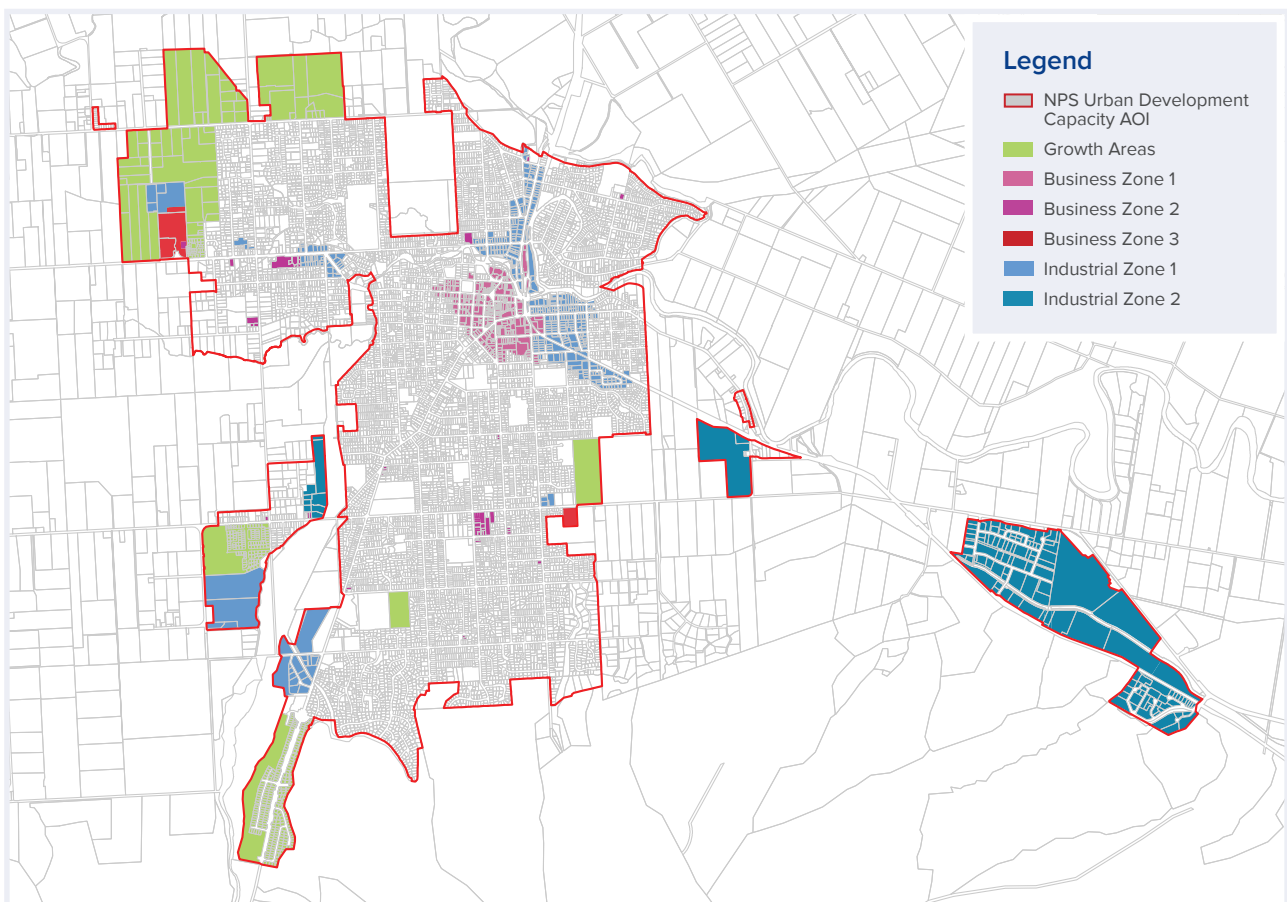 Legend
NPS Urban Development
Capacity AOI
Growth Areas
Business Zone 1
Business Zone 2
Business Zone 3
Industrial Zone 1
Industrial Zone 2